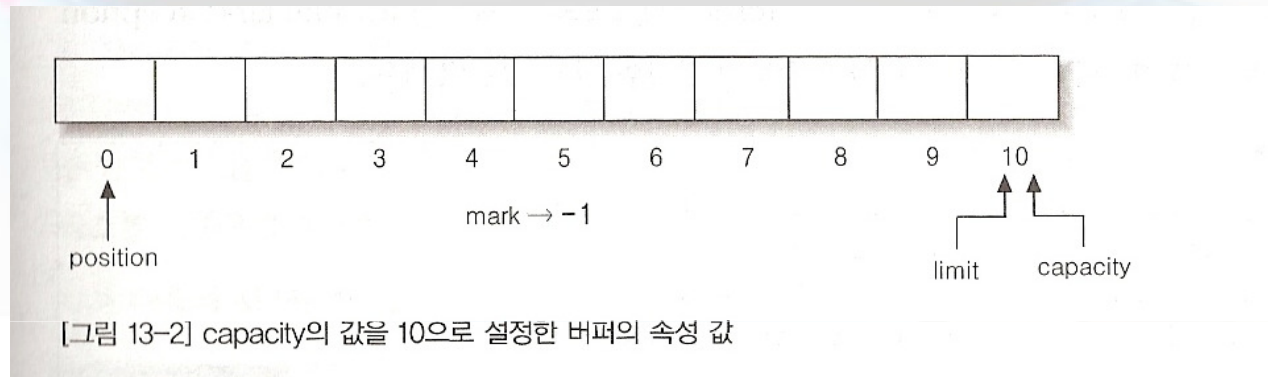 0 1 2 3 4 5 6 7 8 9 10
mark → -1
position
limit capacity
[그림 13-2] capacity의 값을 10으로 설정한 버퍼의 속성 값